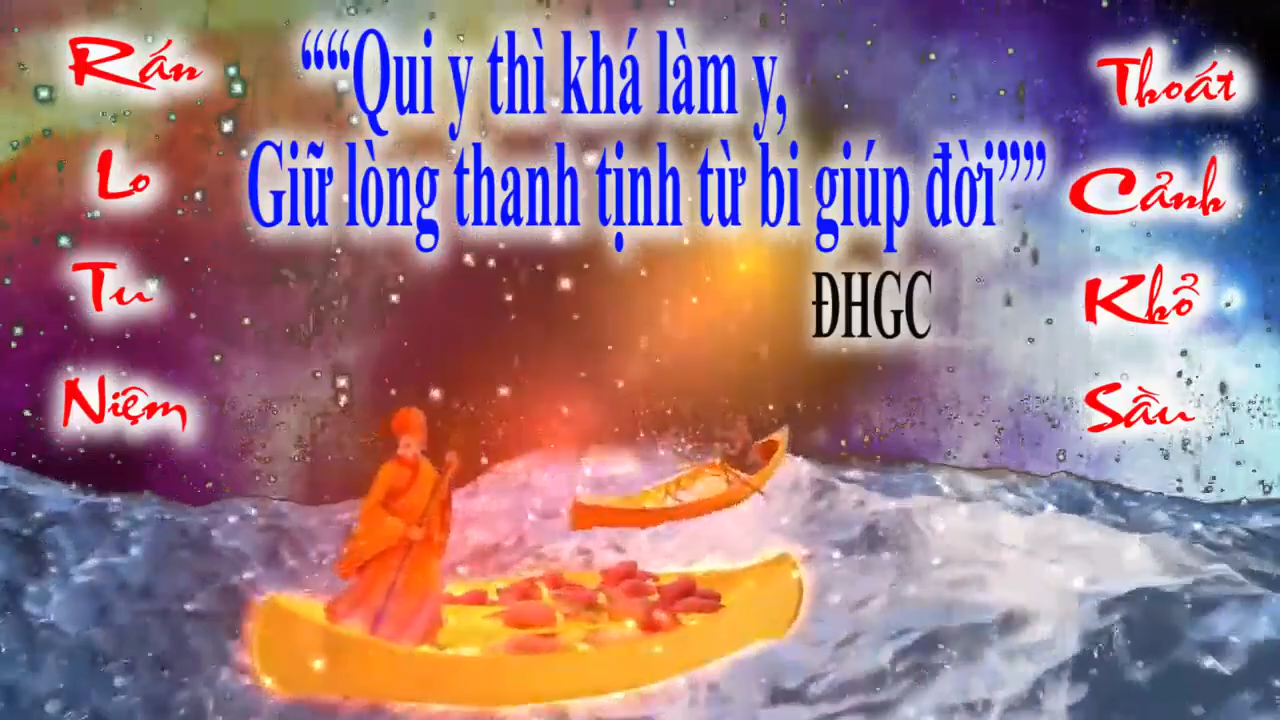 Rán
Lo
Tu
Niệm
““Qui y thì khá làm y,
Giữ lòng thanh tịnh từ bi giúp đời””
ĐHGC
Thoát
Cảnh
Khổ
Sầu